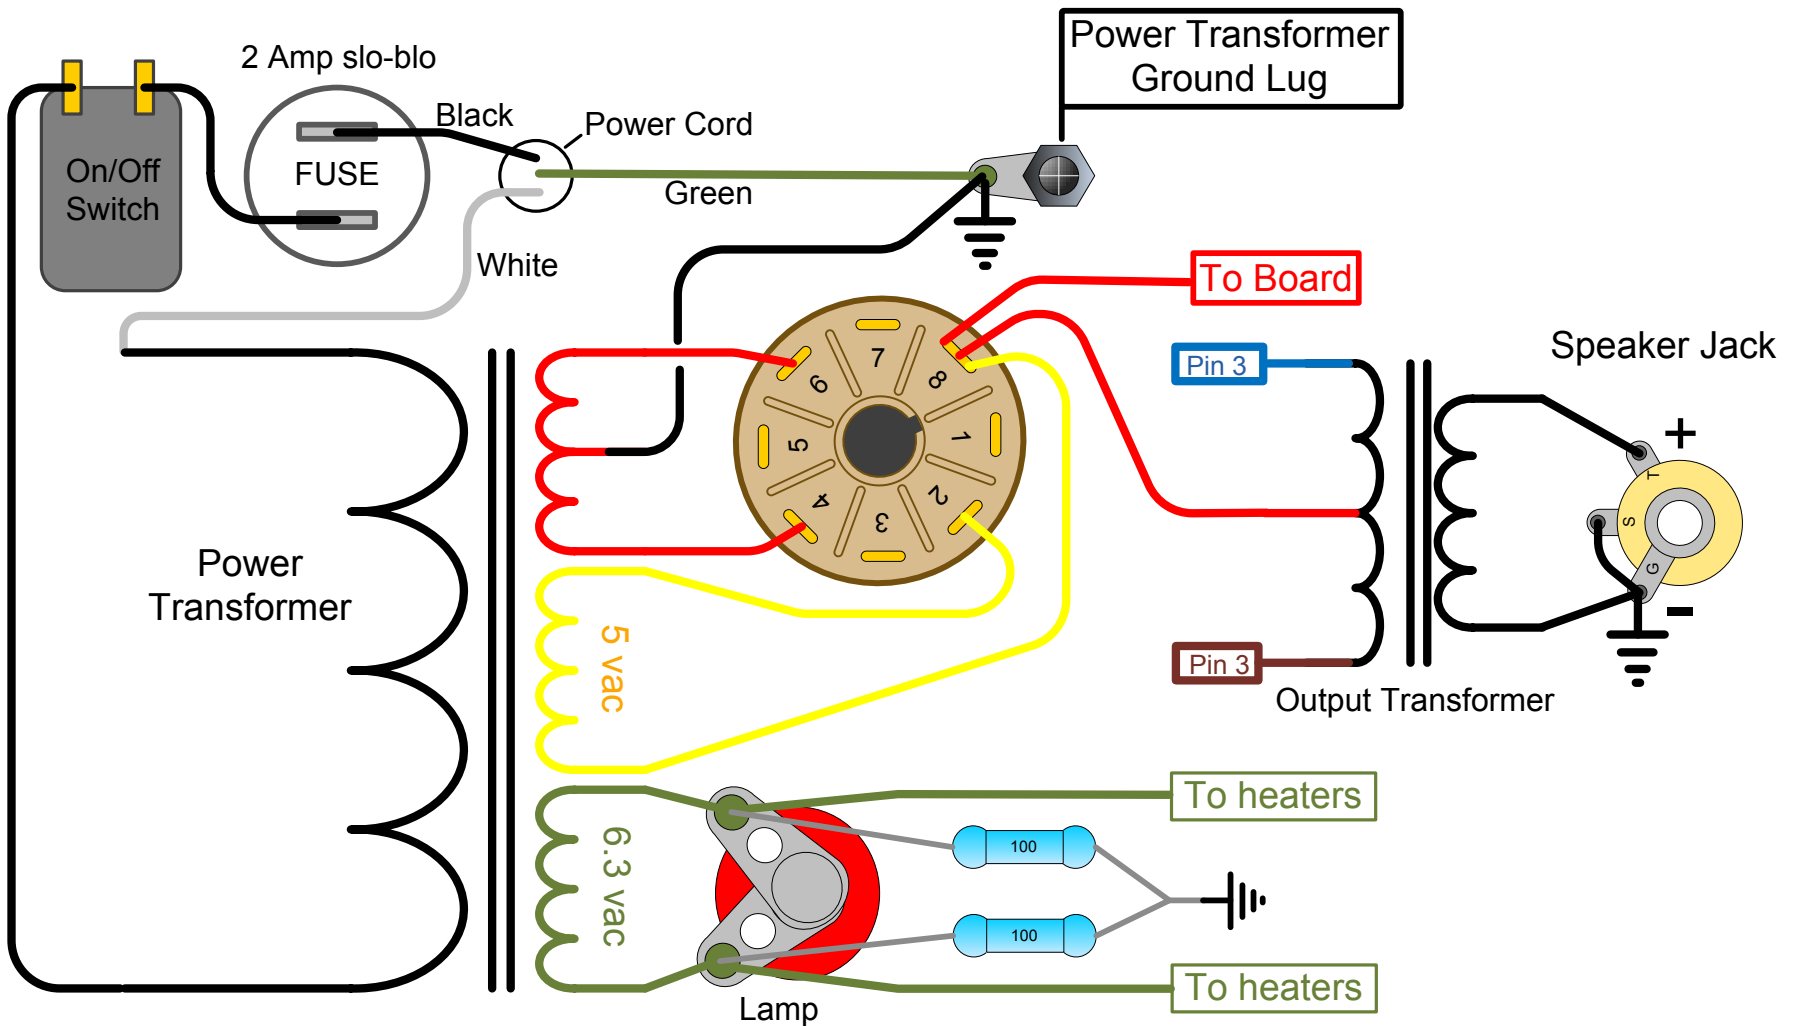 Power Transformer
Ground Lug
2 Amp slo-blo
Black
Power Cord
On/Off
Switch
FUSE
Green
White
To Board
7
6
8
5
1
4
2
3
Pin 3
Speaker Jack
+
T
S
G
-
Power
Transformer
5 vac
Pin 3
Output Transformer
To heaters
6.3 vac
100
100
To heaters
Lamp